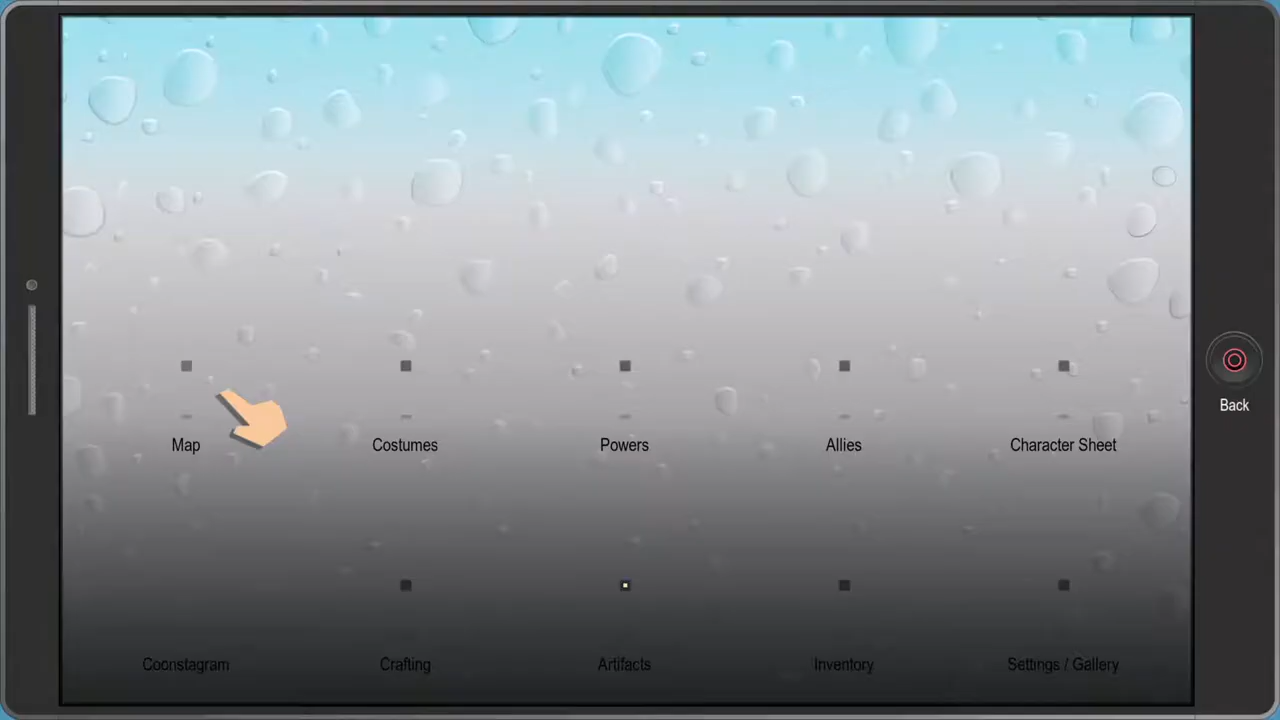 Map
Costumes
Powers
Allies
Character Sheet
Back
Coonstagram
Crafting
Artifacts
Inventory
Settings / Gallery